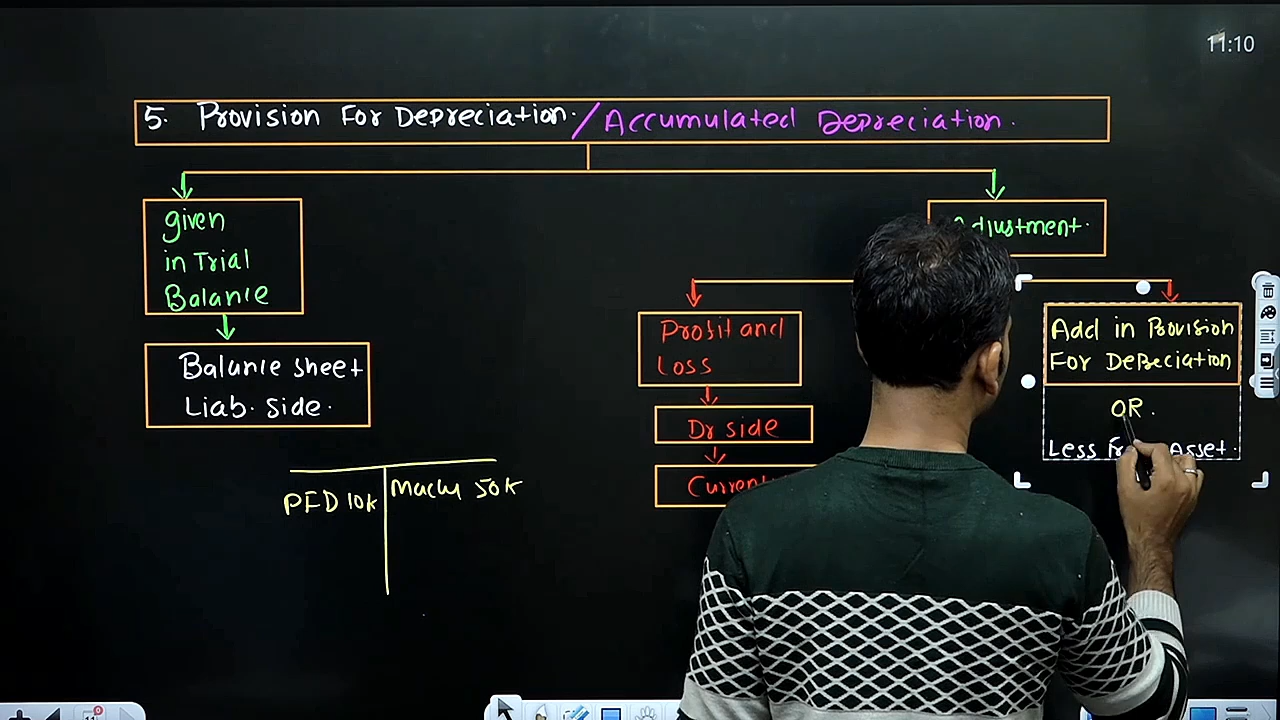 11:10
5. Provision For Depreciation. / Accumulated Depreciation.
given
in Trial
Balance
Adjustment.
Balance sheet
Liab. side.
Profit and
Loss
Dr side
Add in Provision
For Depreciation
OR.
Less Asset.
PFD 10k
50k